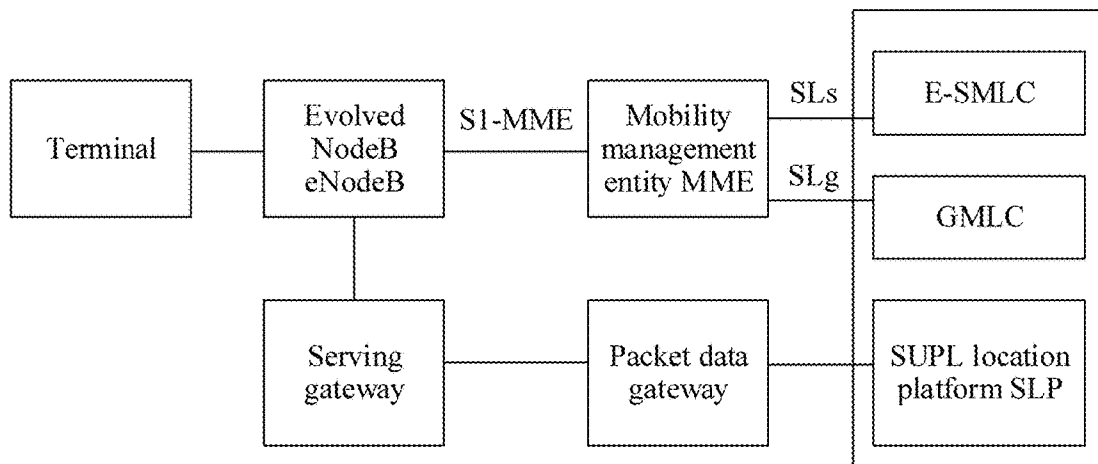 Terminal
Evolved
NodeB
eNodeB
S1-MME
Mobility
management
entity MME
SLs
SLg
E-SMLC
GMLC
Serving
gateway
Packet data
gateway
SUPL location
platform SLP